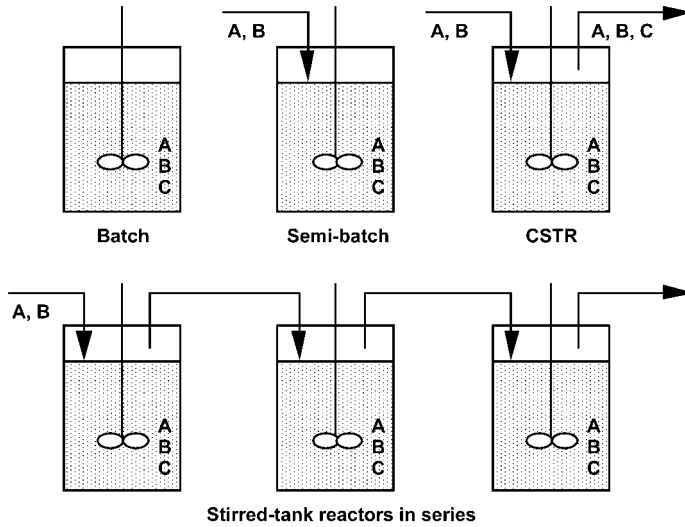 A, B
A, B
A, B, C
A
B
C
A
B
C
A
B
C
Batch
Semi-batch
CSTR
A, B
A
B
C
A
B
C
A
B
C
Stirred-tank reactors in series